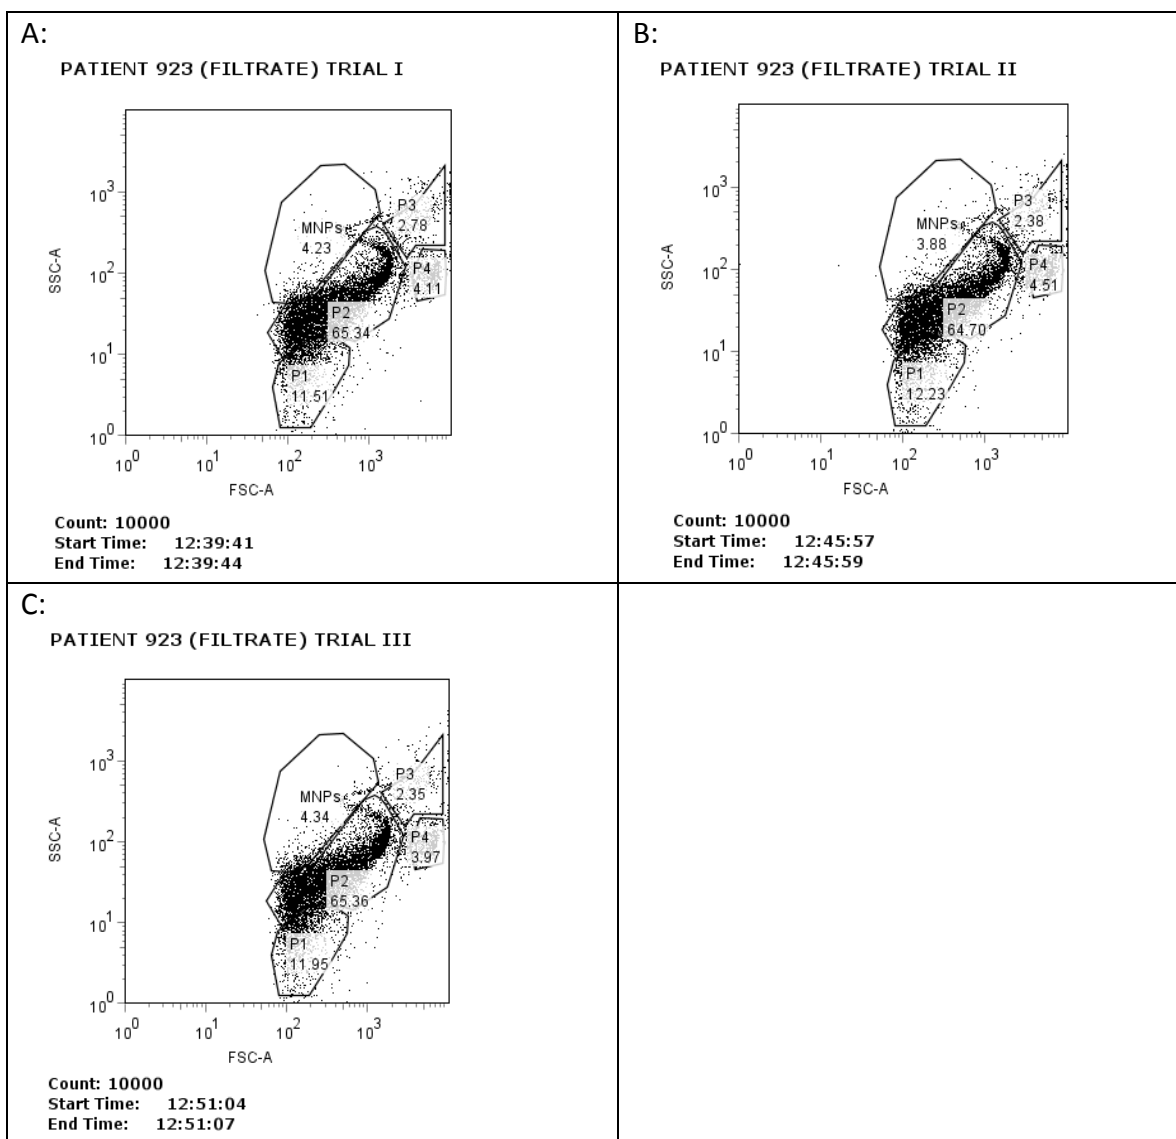 A:
PATIENT 923 (FILTRATE) TRIAL I
SSC-A
10^3
10^2
10^1
10^0
MNPs
4.23
P3
2.78
P4
4.11
P2
65.34
P1
11.51
10^0 10^1 10^2 10^3
FSC-A
Count: 10000
Start Time: 12:39:41
End Time: 12:39:44
B:
PATIENT 923 (FILTRATE) TRIAL II
SSC-A
10^3
10^2
10^1
10^0
MNPs
3.88
P3
2.38
P4
4.51
P2
64.70
P1
12.23
10^0 10^1 10^2 10^3
FSC-A
Count: 10000
Start Time: 12:45:57
End Time: 12:45:59
C:
PATIENT 923 (FILTRATE) TRIAL III
SSC-A
10^3
10^2
10^1
10^0
MNPs
4.34
P3
2.35
P4
3.97
P2
65.36
P1
11.95
10^0 10^1 10^2 10^3
FSC-A
Count: 10000
Start Time: 12:51:04
End Time: 12:51:07